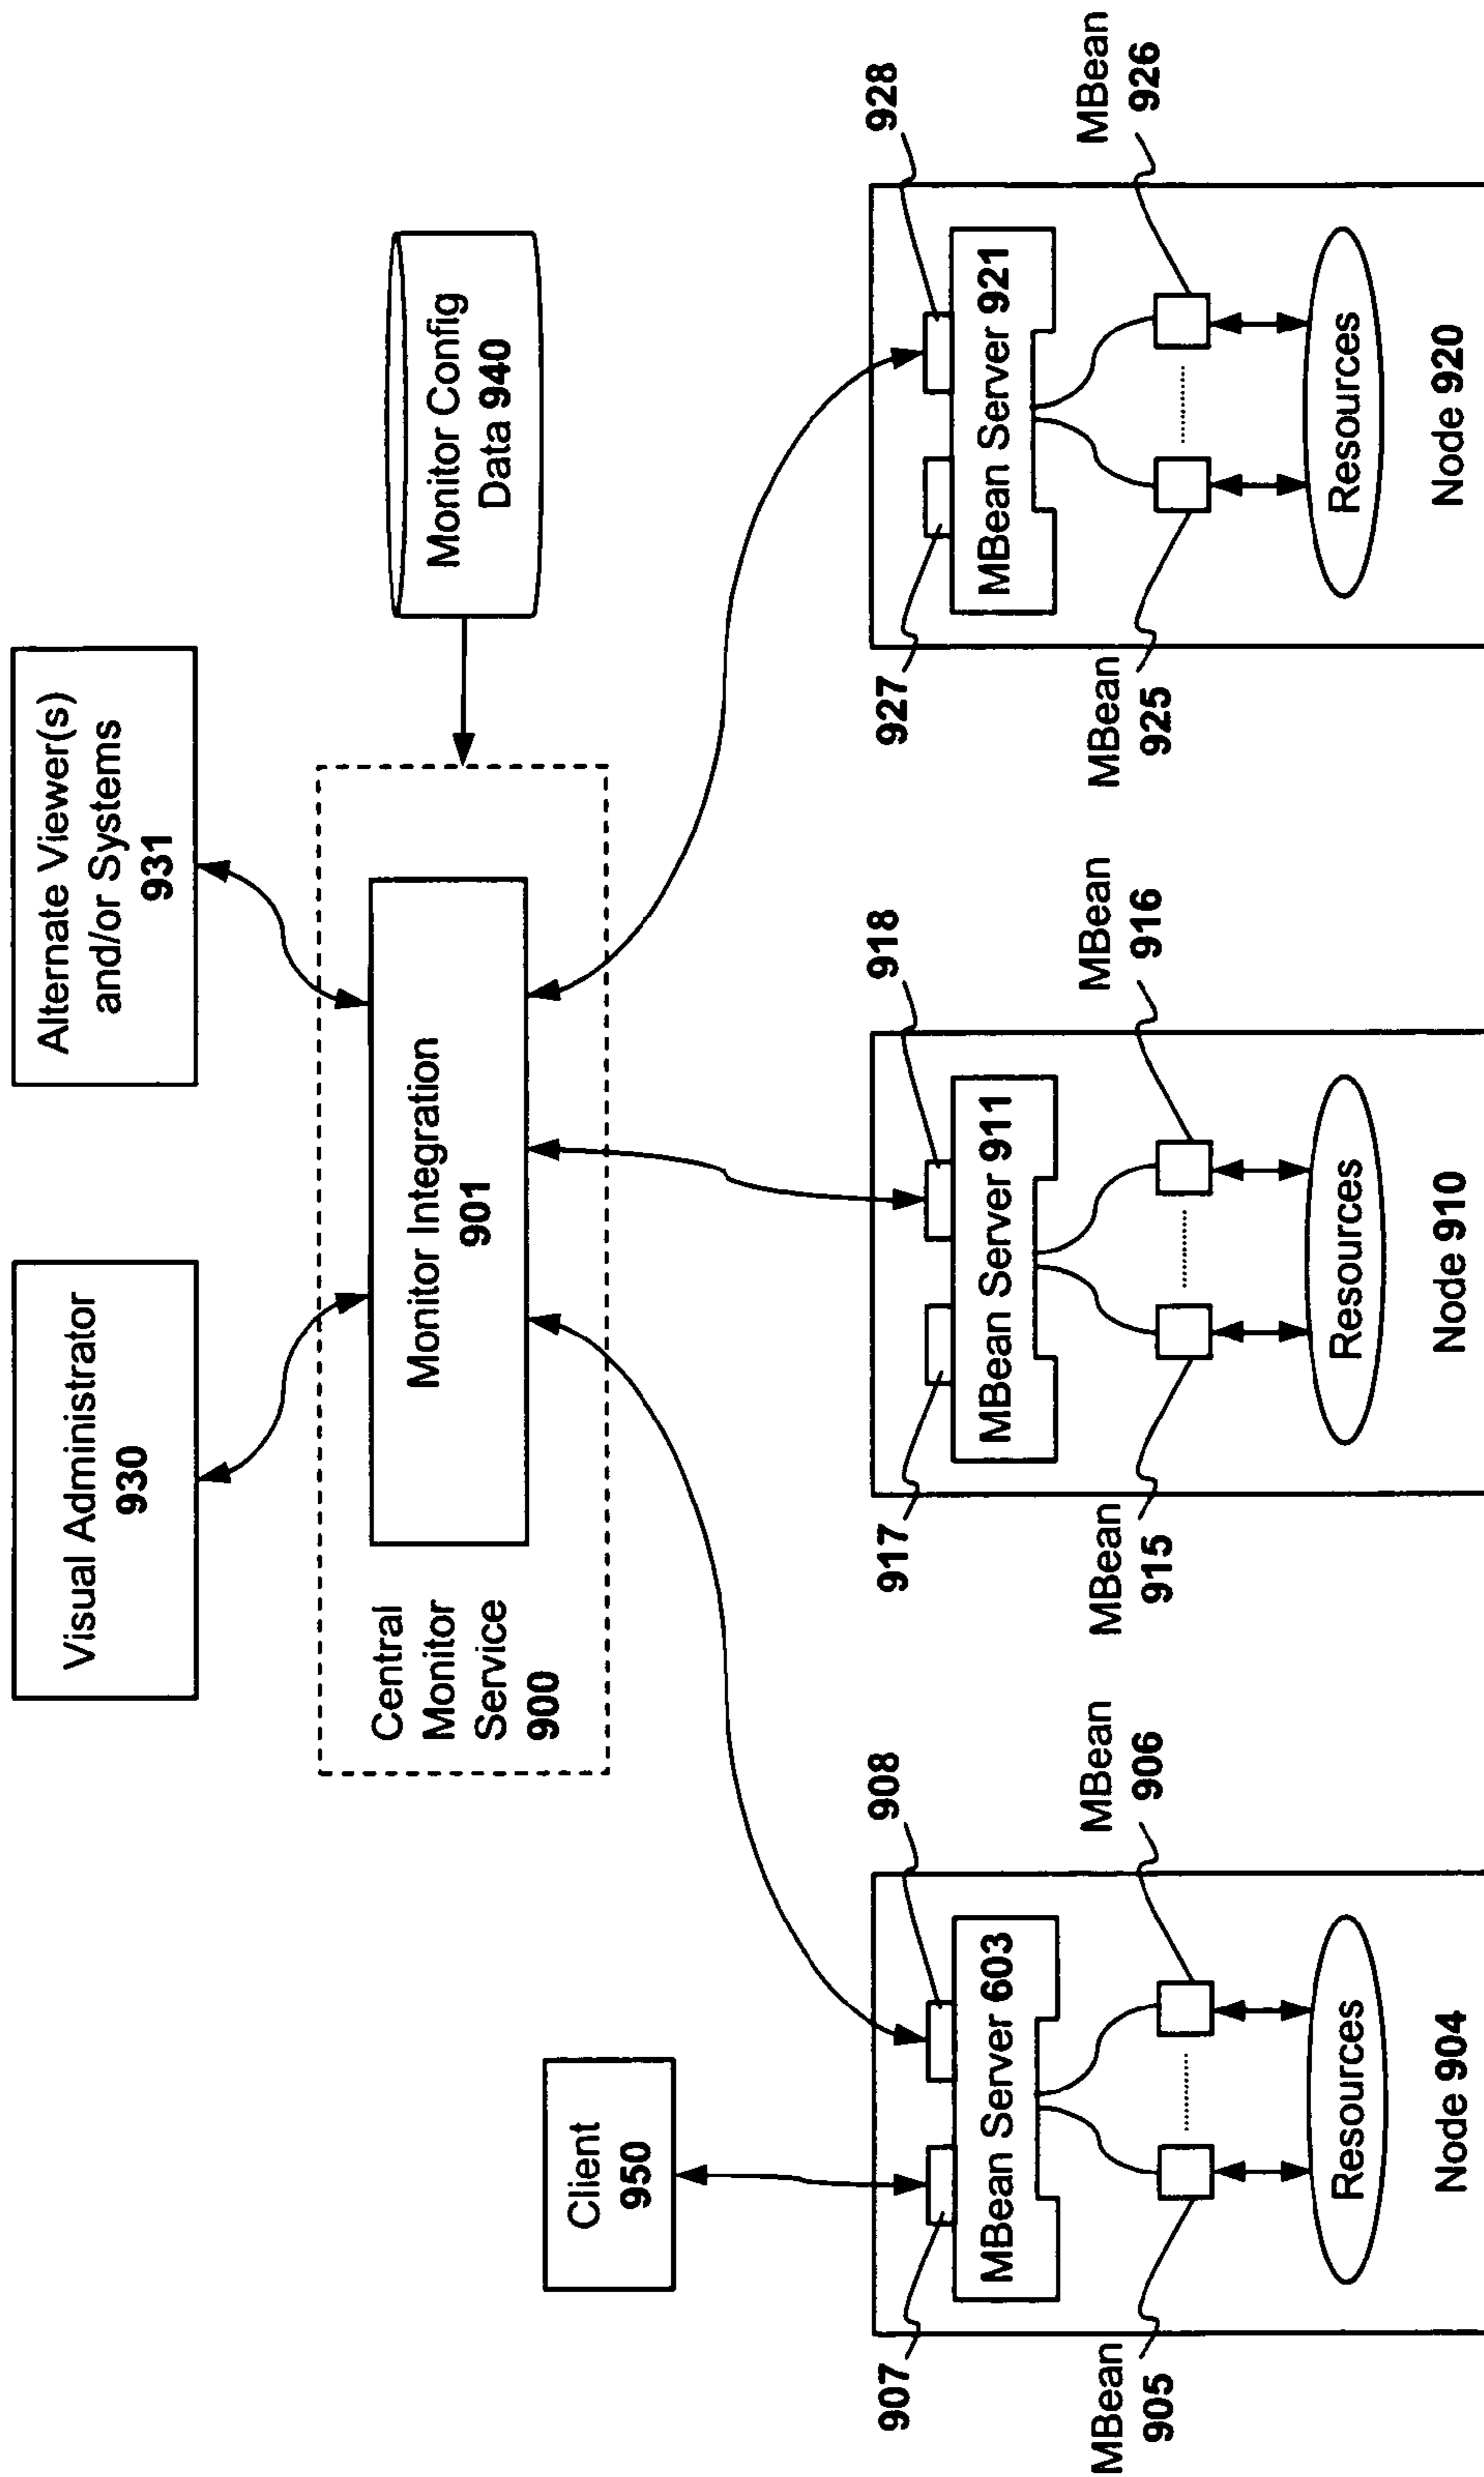 Visual Administrator
930
Alternate Viewer(s)
and/or Systems
931
Central
Monitor
Service
900
Monitor Integration
901
Monitor Config
Data 940
Client
950
907
908
MBean Server 603
MBean
905
MBean
906
Resources
Node 904
917
918
MBean Server 911
MBean
915
MBean
916
Resources
Node 910
927
928
MBean Server 921
MBean
925
MBean
926
Resources
Node 920